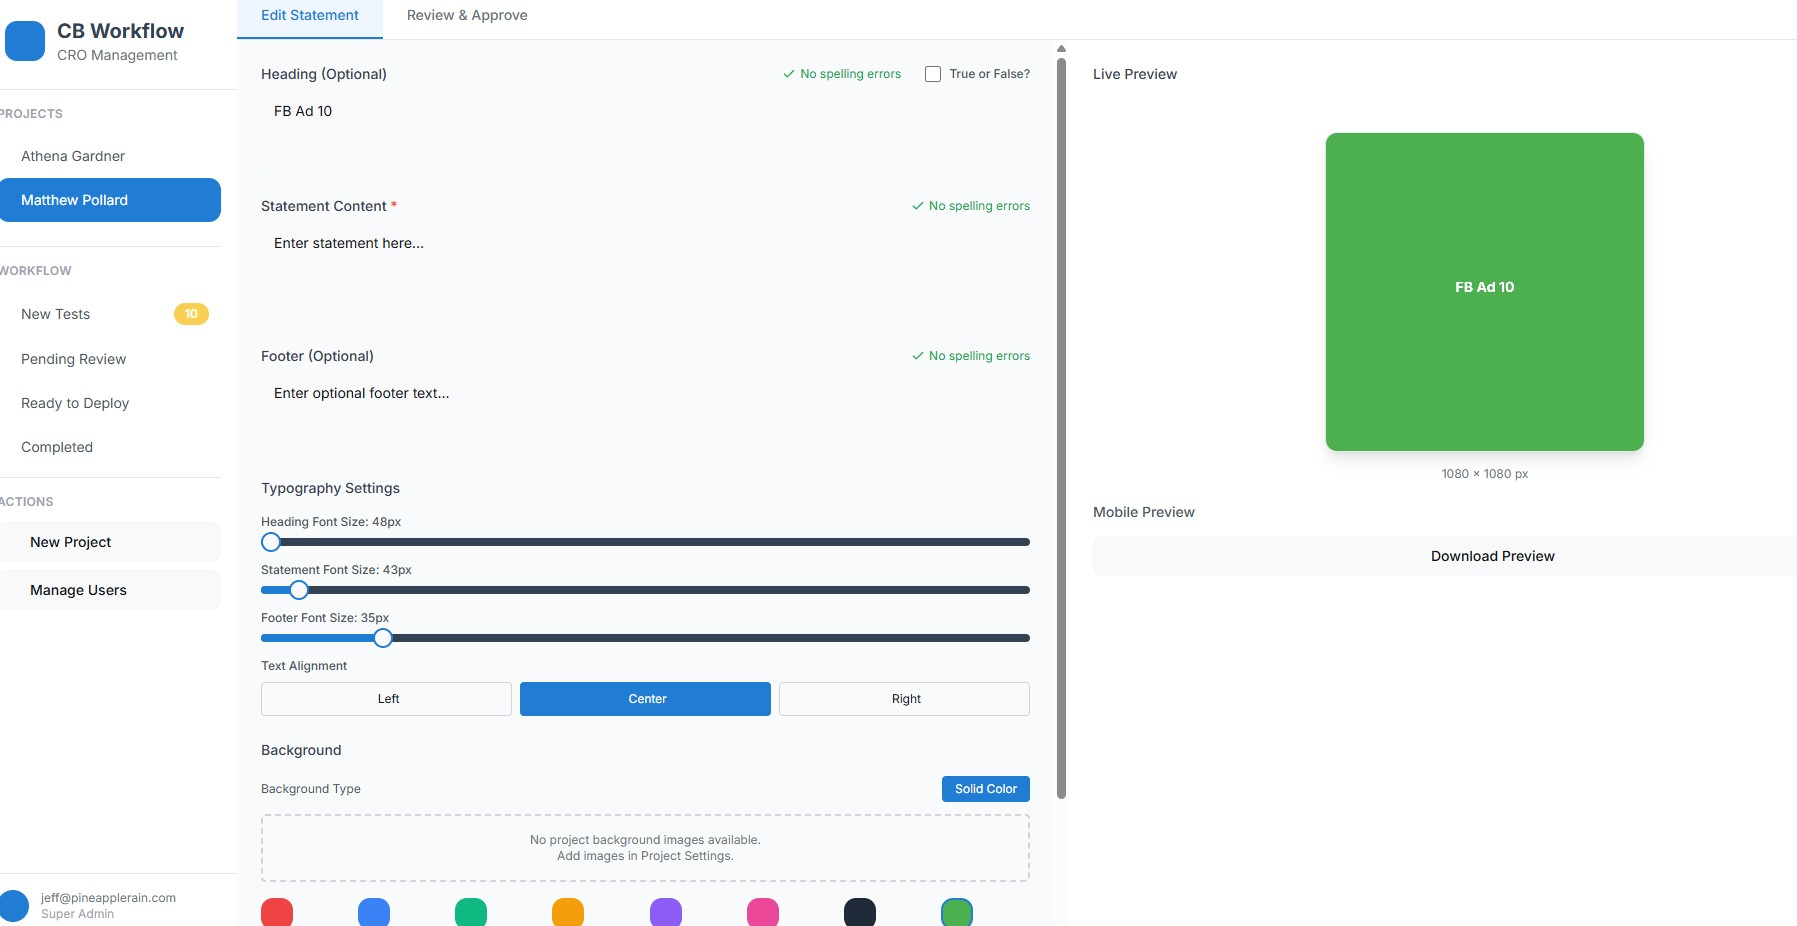 CB Workflow
CRO Management
PROJECTS
Athena Gardner
Matthew Pollard
WORKFLOW
New Tests 10
Pending Review
Ready to Deploy
Completed
ACTIONS
New Project
Manage Users
jeff@pineapplerain.com
Super Admin
Edit Statement Review & Approve
Heading (Optional) No spelling errors True or False?
FB Ad 10
Statement Content * No spelling errors
Enter statement here...
Footer (Optional) No spelling errors
Enter optional footer text...
Typography Settings
Heading Font Size: 48px
Statement Font Size: 43px
Footer Font Size: 35px
Text Alignment
Left Center Right
Background
Background Type Solid Color
No project background images available.
Add images in Project Settings.
Live Preview
FB Ad 10
1080 × 1080 px
Mobile Preview
Download Preview